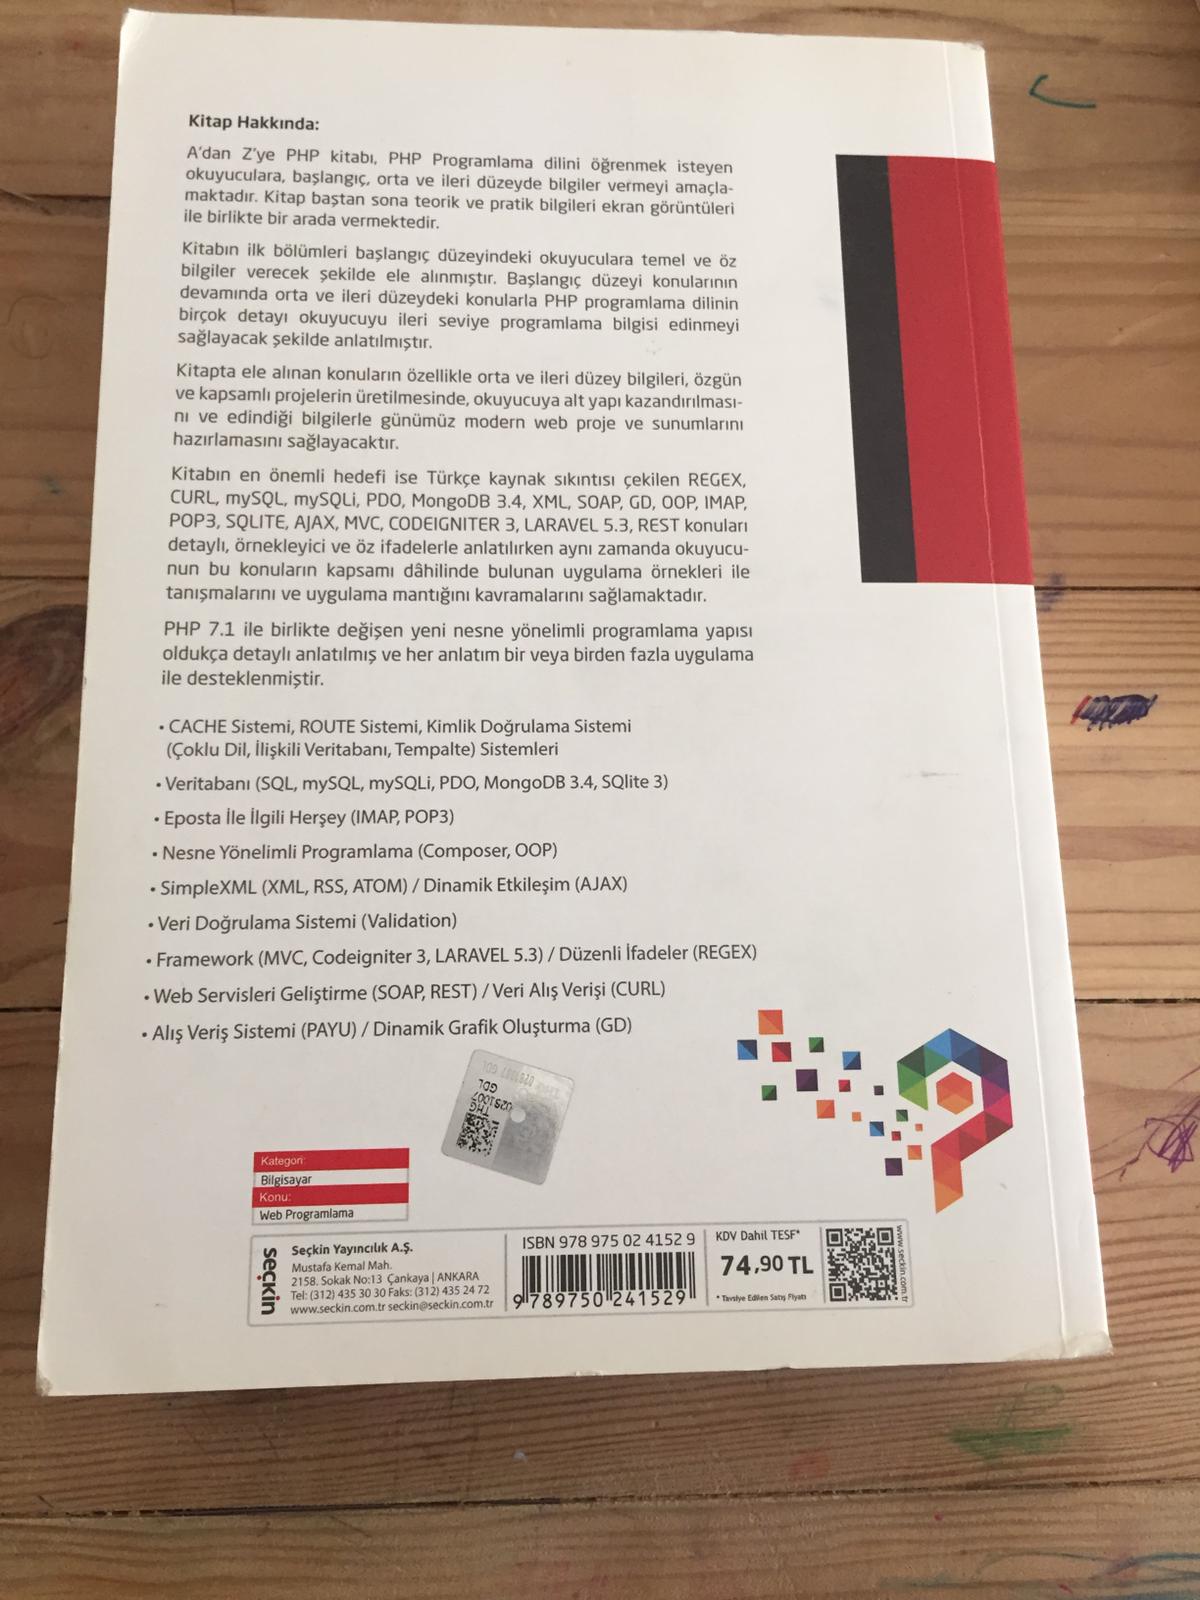 Kitap Hakkında:
A'dan Z'ye PHP kitabı, PHP Programlama dilini öğrenmek isteyen
okuyuculara, başlangıç, orta ve ileri düzeyde bilgiler vermeyi amaçla-
maktadır. Kitap baştan sona teorik ve pratik bilgileri ekran görüntüleri
ile birlikte bir arada vermektedir.
Kitabın ilk bölümleri başlangıç düzeyindeki okuyuculara temel ve öz
bilgiler verecek şekilde ele alınmıştır. Başlangıç düzeyi konularının
devamında orta ve ileri düzeydeki konularla PHP programlama dilinin
birçok detayı okuyucuyu ileri seviye programlama bilgisi edinmeyi
sağlayacak şekilde anlatılmıştır.
Kitapta ele alınan konuların özellikle orta ve ileri düzey bilgileri, özgün
ve kapsamlı projelerin üretilmesinde, okuyucuya alt yapı kazandırılması-
nı ve edindiği bilgilerle günümüz modern web proje ve sunumlarını
hazırlamasını sağlayacaktır.
Kitabın en önemli hedefi ise Türkçe kaynak sıkıntısı çekilen REGEX,
CURL, mySQL, mySQLi, PDO, MongoDB 3.4, XML, SOAP, GD, OOP, IMAP,
POP3, SQLITE, AJAX, MVC, CODEIGNITER 3, LARAVEL 5.3, REST konuları
detaylı, örnekleyici ve öz ifadelerle anlatılırken aynı zamanda okuyucu-
nun bu konuların kapsamı dâhilinde bulunan uygulama örnekleri ile
tanışmalarını ve uygulama mantığını kavramalarını sağlamaktadır.
PHP 7.1 ile birlikte değişen yeni nesne yönelimli programlama yapısı
oldukça detaylı anlatılmış ve her anlatım bir veya birden fazla uygulama
ile desteklenmiştir.
• CACHE Sistemi, ROUTE Sistemi, Kimlik Doğrulama Sistemi
(Çoklu Dil, İlişkili Veritabanı, Tempalte) Sistemleri
• Veritabanı (SQL, mySQL, mySQLi, PDO, MongoDB 3.4, SQlite 3)
• Eposta İle İlgili Herşey (IMAP, POP3)
• Nesne Yönelimli Programlama (Composer, OOP)
• SimpleXML (XML, RSS, ATOM) / Dinamik Etkileşim (AJAX)
• Veri Doğrulama Sistemi (Validation)
• Framework (MVC, Codeigniter 3, LARAVEL 5.3) / Düzenli İfadeler (REGEX)
• Web Servisleri Geliştirme (SOAP, REST) / Veri Alış Verişi (CURL)
• Alış Veriş Sistemi (PAYU) / Dinamik Grafik Oluşturma (GD)
GDL
THG
Kategori:
Bilgisayar
Konu:
Web Programlama
seçkin
Seçkin Yayıncılık A.Ş.
Mustafa Kemal Mah.
2158. Sokak No:13 Çankaya | ANKARA
Tel: (312) 435 30 30 Faks: (312) 435 24 72
www.seckin.com.tr seckin@seckin.com.tr
ISBN 978 975 02 4152 9
9 789750 241529
KDV Dahil TESF*
74,90 TL
* Tavsiye Edilen Satış Fiyatı
www.seckin.com.tr